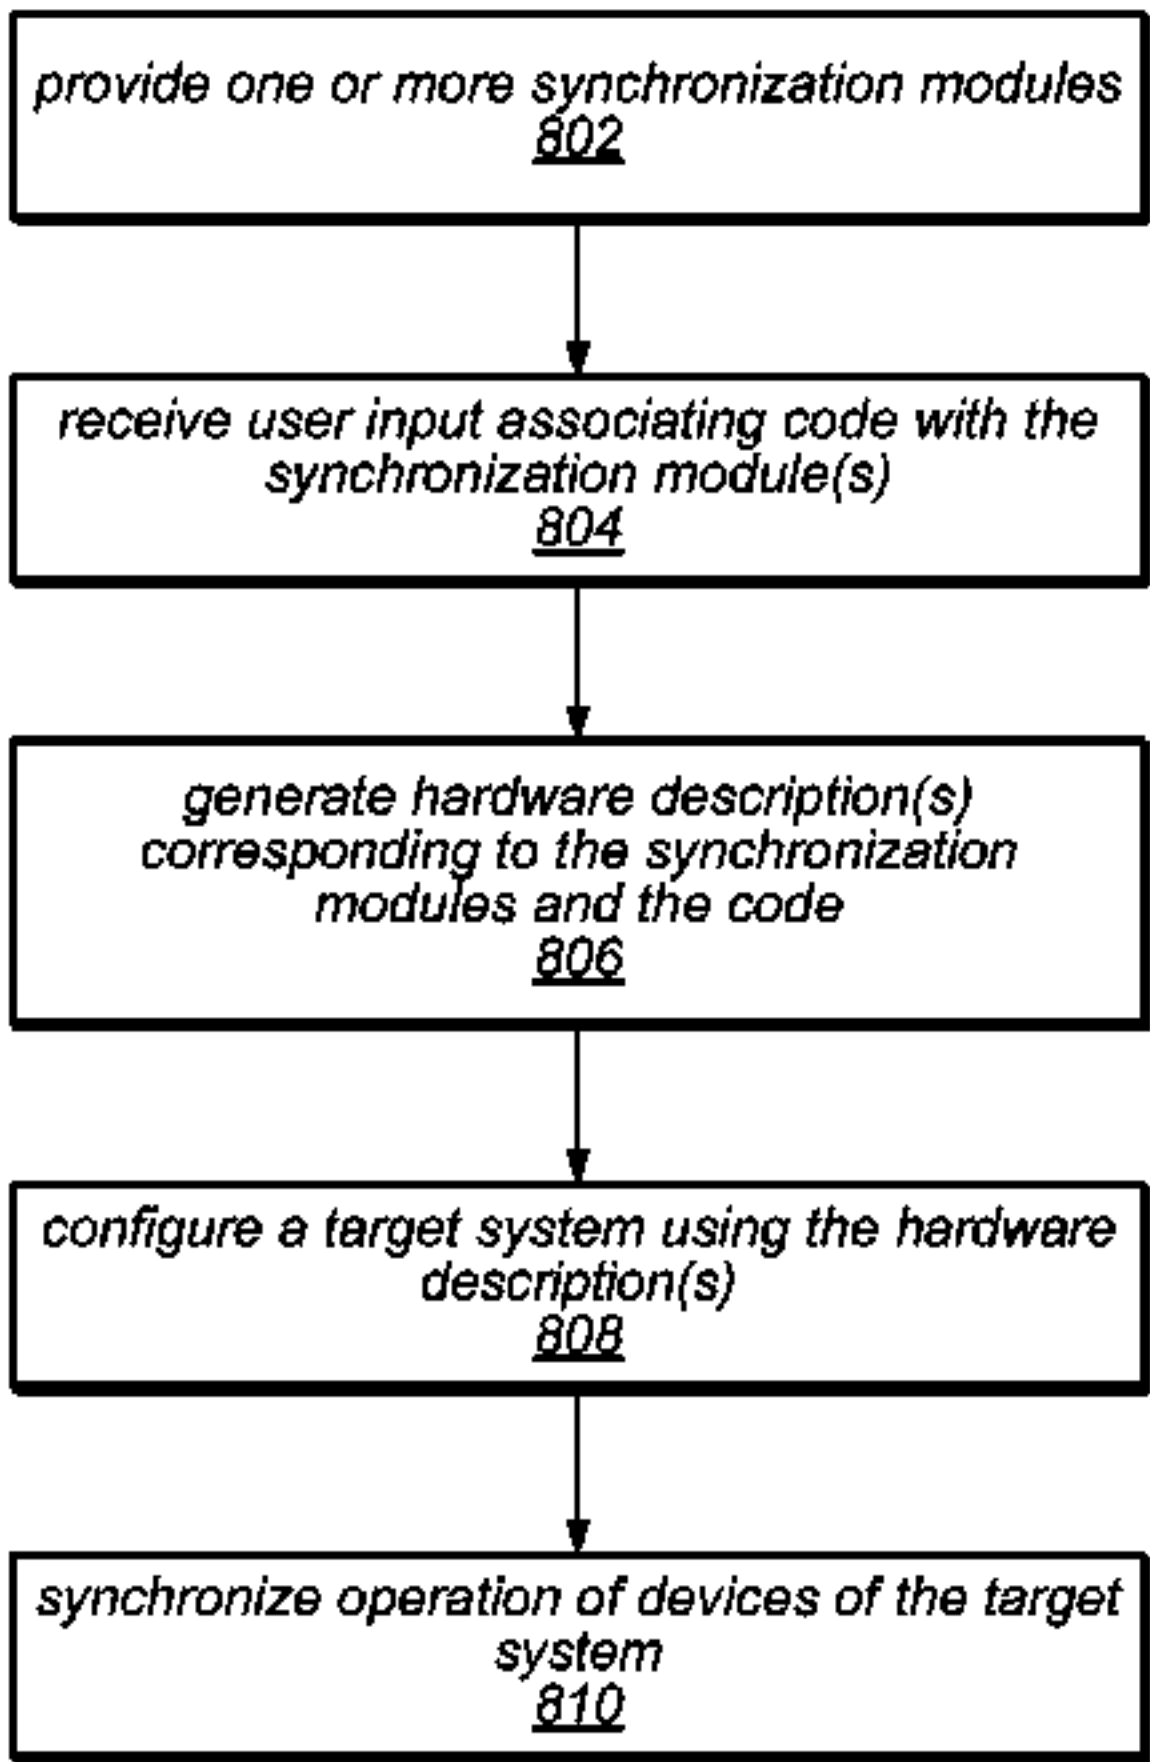 provide one or more synchronization modules
802
receive user input associating code with the
synchronization module(s)
804
generate hardware description(s)
corresponding to the synchronization
modules and the code
806
configure a target system using the hardware
description(s)
808
synchronize operation of devices of the target
system
810